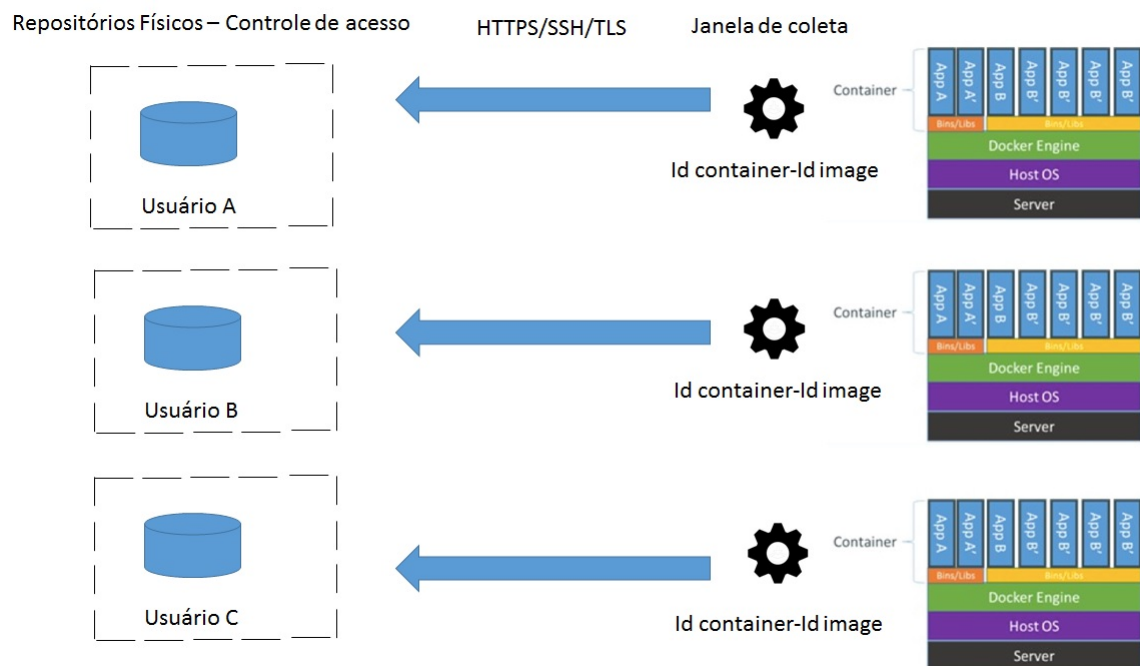 Repositórios Físicos – Controle de acesso
HTTPS/SSH/TLS
Janela de coleta
Usuário A
Id container-Id image
Container
App A
App A'
App B
App B'
App B'
App B'
App B'
Bins/Libs
Bins/Libs
Docker Engine
Host OS
Server
Usuário B
Id container-Id image
Container
App A
App A'
App B
App B'
App B'
App B'
App B'
Bins/Libs
Bins/Libs
Docker Engine
Host OS
Server
Usuário C
Id container-Id image
Container
App A
App A'
App B
App B'
App B'
App B'
App B'
Bins/Libs
Bins/Libs
Docker Engine
Host OS
Server